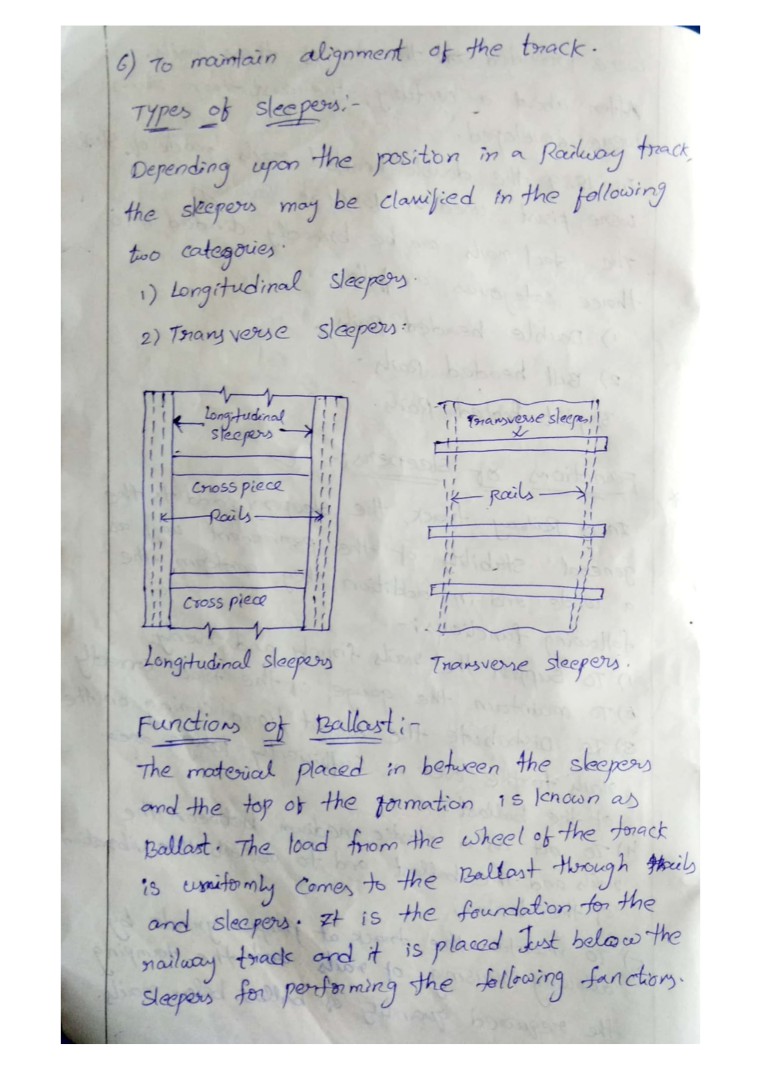 6) To maintain alignment of the track.
Types of Sleepers:-
Depending upon the position in a Railway track,
the sleepers may be classified in the following
two categories.
1) Longitudinal Sleepers.
2) Transverse Sleepers:
Longitudinal
sleepers
Cross piece
Rails
Cross piece
Longitudinal sleepers
Transverse sleeper
Rails
Transverse sleepers.
Functions of Ballast:-
The material placed in between the sleepers
and the top of the formation is known as
Ballast. The load from the wheel of the track
is uniformly comes to the Ballast through rails
and sleepers. It is the foundation for the
railway track and it is placed Just below the
sleepers for performing the following fanctions.